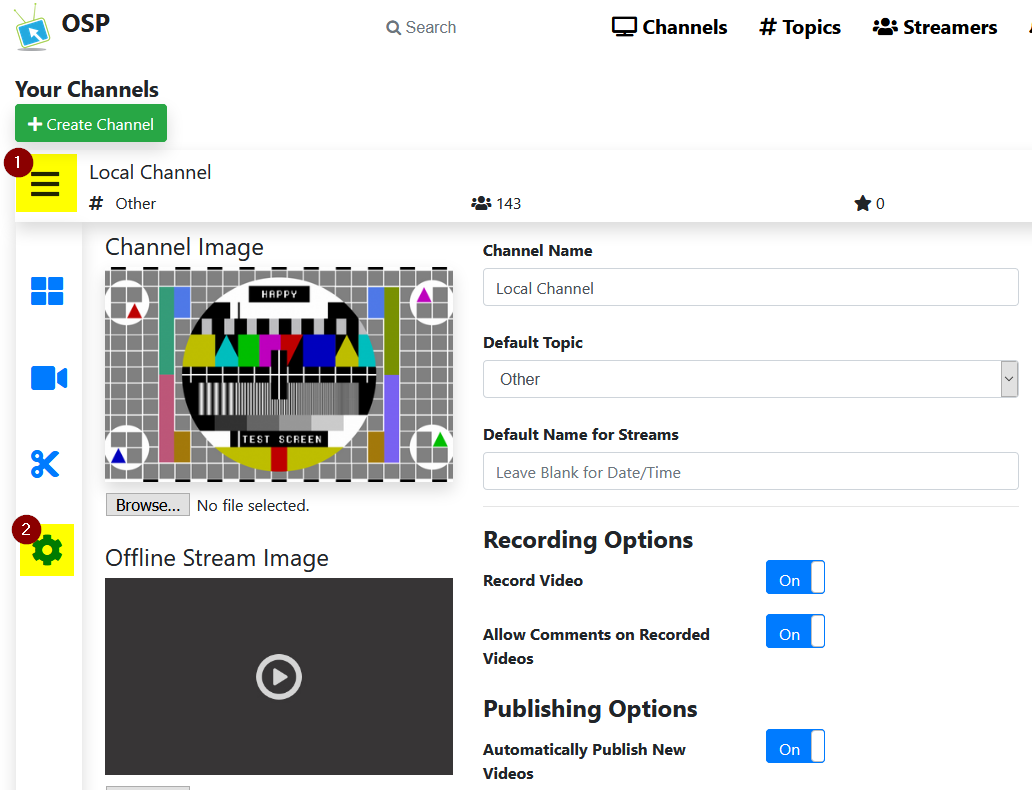 OSP
Search
Channels
# Topics
Streamers
Your Channels
+ Create Channel
1
Local Channel
# Other
143
0
Channel Image
HAPPY
TEST SCREEN
Browse...
No file selected.
2
Offline Stream Image
Channel Name
Local Channel
Default Topic
Other
Default Name for Streams
Leave Blank for Date/Time
Recording Options
Record Video
On
Allow Comments on Recorded
Videos
On
Publishing Options
Automatically Publish New
Videos
On